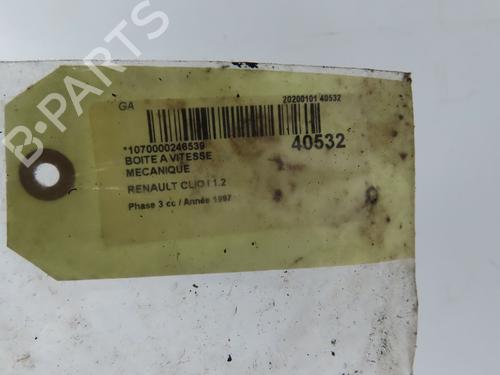 GA
20200101 40532
*1070000246539
40532
BOITE A VITESSE
MECANIQUE
RENAULT CLIO I 1.2
Phase 3 cc / Année 1997
B-PARTS